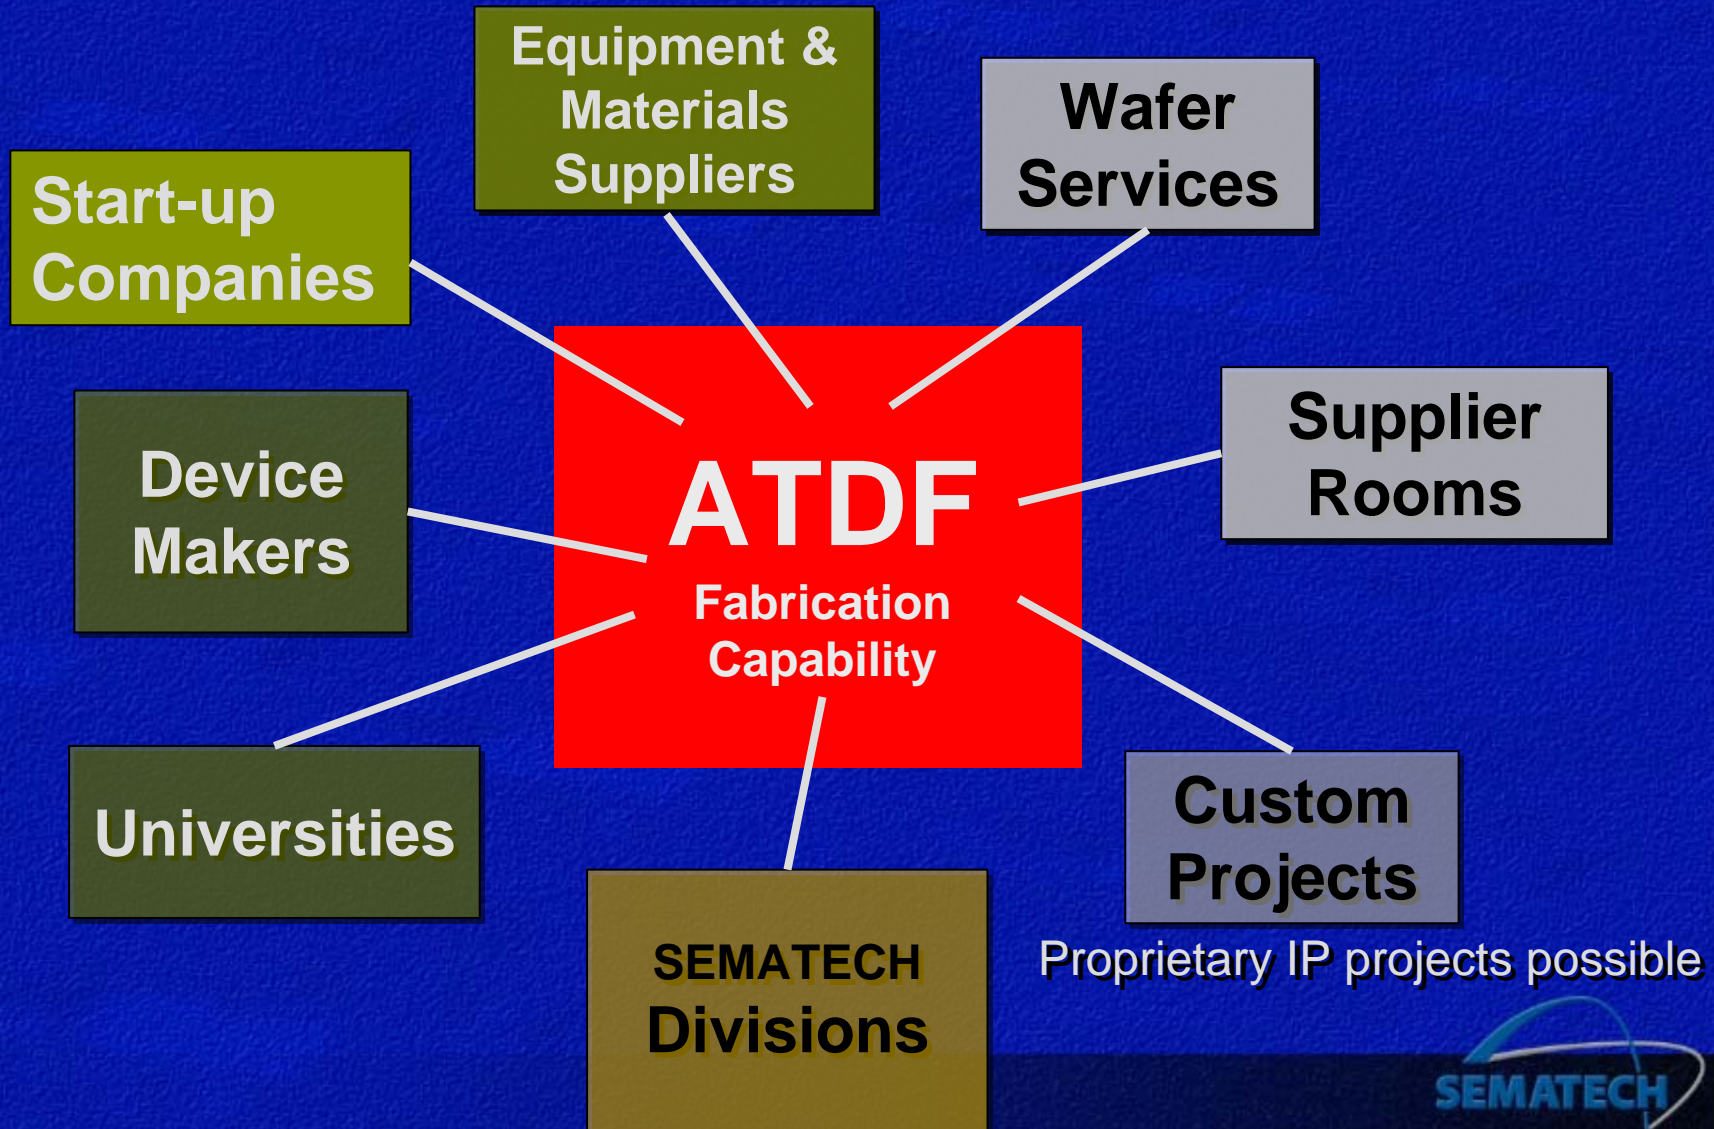 Equipment &
Materials
Suppliers
Wafer
Services
Start-up
Companies
Supplier
Rooms
Device
Makers
ATDF
Fabrication
Capability
Universities
Custom
Projects
Proprietary IP projects possible
SEMATECH
Divisions
SEMATECH